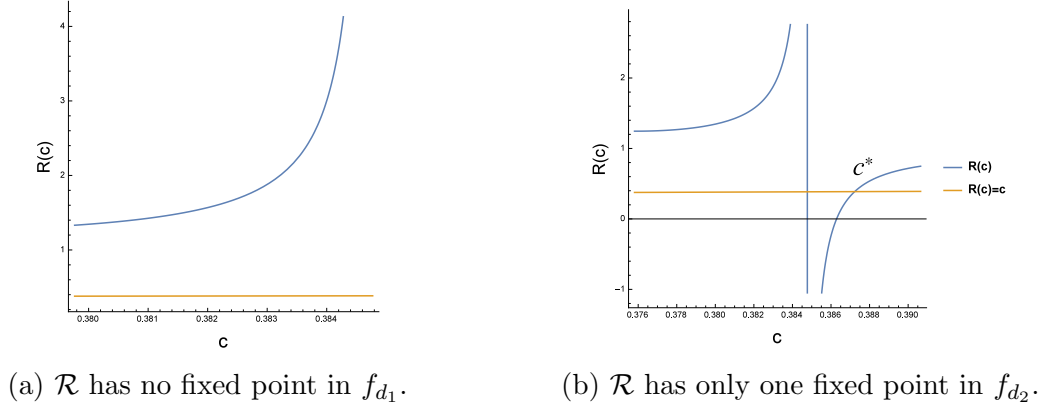 4
3
2
1
R(c)
0.380 0.381 0.382 0.383 0.384
c
2
1
0
-1
R(c)
0.376 0.378 0.380 0.382 0.384 0.386 0.388 0.390
c
c*
R(c)
R(c)=c
(a) R has no fixed point in f_{d_1}.
(b) R has only one fixed point in f_{d_2}.